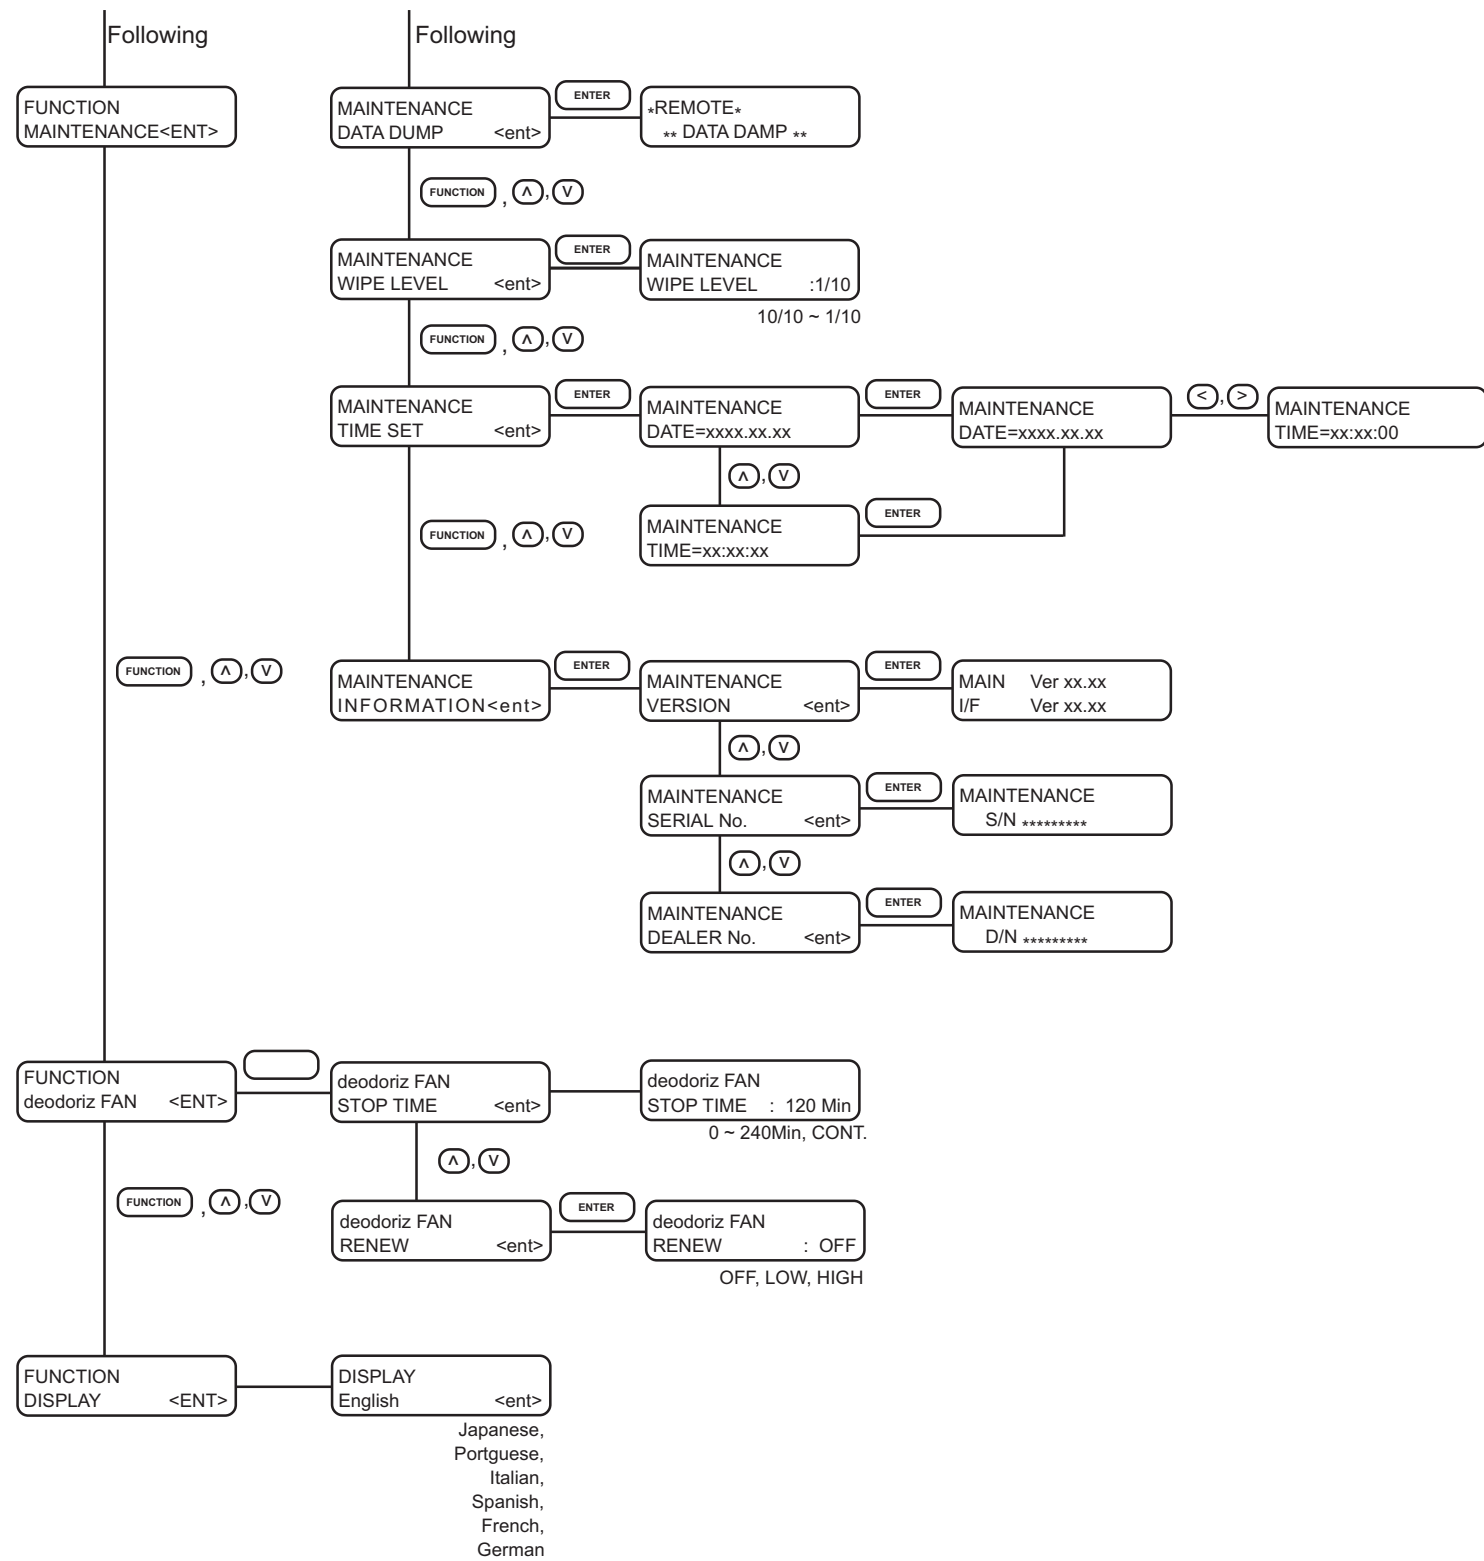 Following
Following
FUNCTION
MAINTENANCE<ENT>
MAINTENANCE
DATA DUMP <ent>
ENTER
*REMOTE*
** DATA DAMP **
FUNCTION , ∧, V
MAINTENANCE
WIPE LEVEL <ent>
ENTER
MAINTENANCE
WIPE LEVEL :1/10
10/10 ~ 1/10
FUNCTION , ∧, V
MAINTENANCE
TIME SET <ent>
ENTER
MAINTENANCE
DATE=xxxx.xx.xx
ENTER
MAINTENANCE
DATE=xxxx.xx.xx
<, >
MAINTENANCE
TIME=xx:xx:00
∧, V
MAINTENANCE
TIME=xx:xx:xx
ENTER
FUNCTION , ∧, V
FUNCTION , ∧, V
MAINTENANCE
INFORMATION<ent>
ENTER
MAINTENANCE
VERSION <ent>
ENTER
MAIN Ver xx.xx
I/F Ver xx.xx
∧, V
MAINTENANCE
SERIAL No. <ent>
ENTER
MAINTENANCE
S/N *********
∧, V
MAINTENANCE
DEALER No. <ent>
ENTER
MAINTENANCE
D/N *********
FUNCTION
deodoriz FAN <ENT>
deodoriz FAN
STOP TIME <ent>
deodoriz FAN
STOP TIME : 120 Min
0 ~ 240Min, CONT.
∧, V
FUNCTION , ∧, V
deodoriz FAN
RENEW <ent>
ENTER
deodoriz FAN
RENEW : OFF
OFF, LOW, HIGH
FUNCTION
DISPLAY <ENT>
DISPLAY
English <ent>
Japanese,
Portguese,
Italian,
Spanish,
French,
German